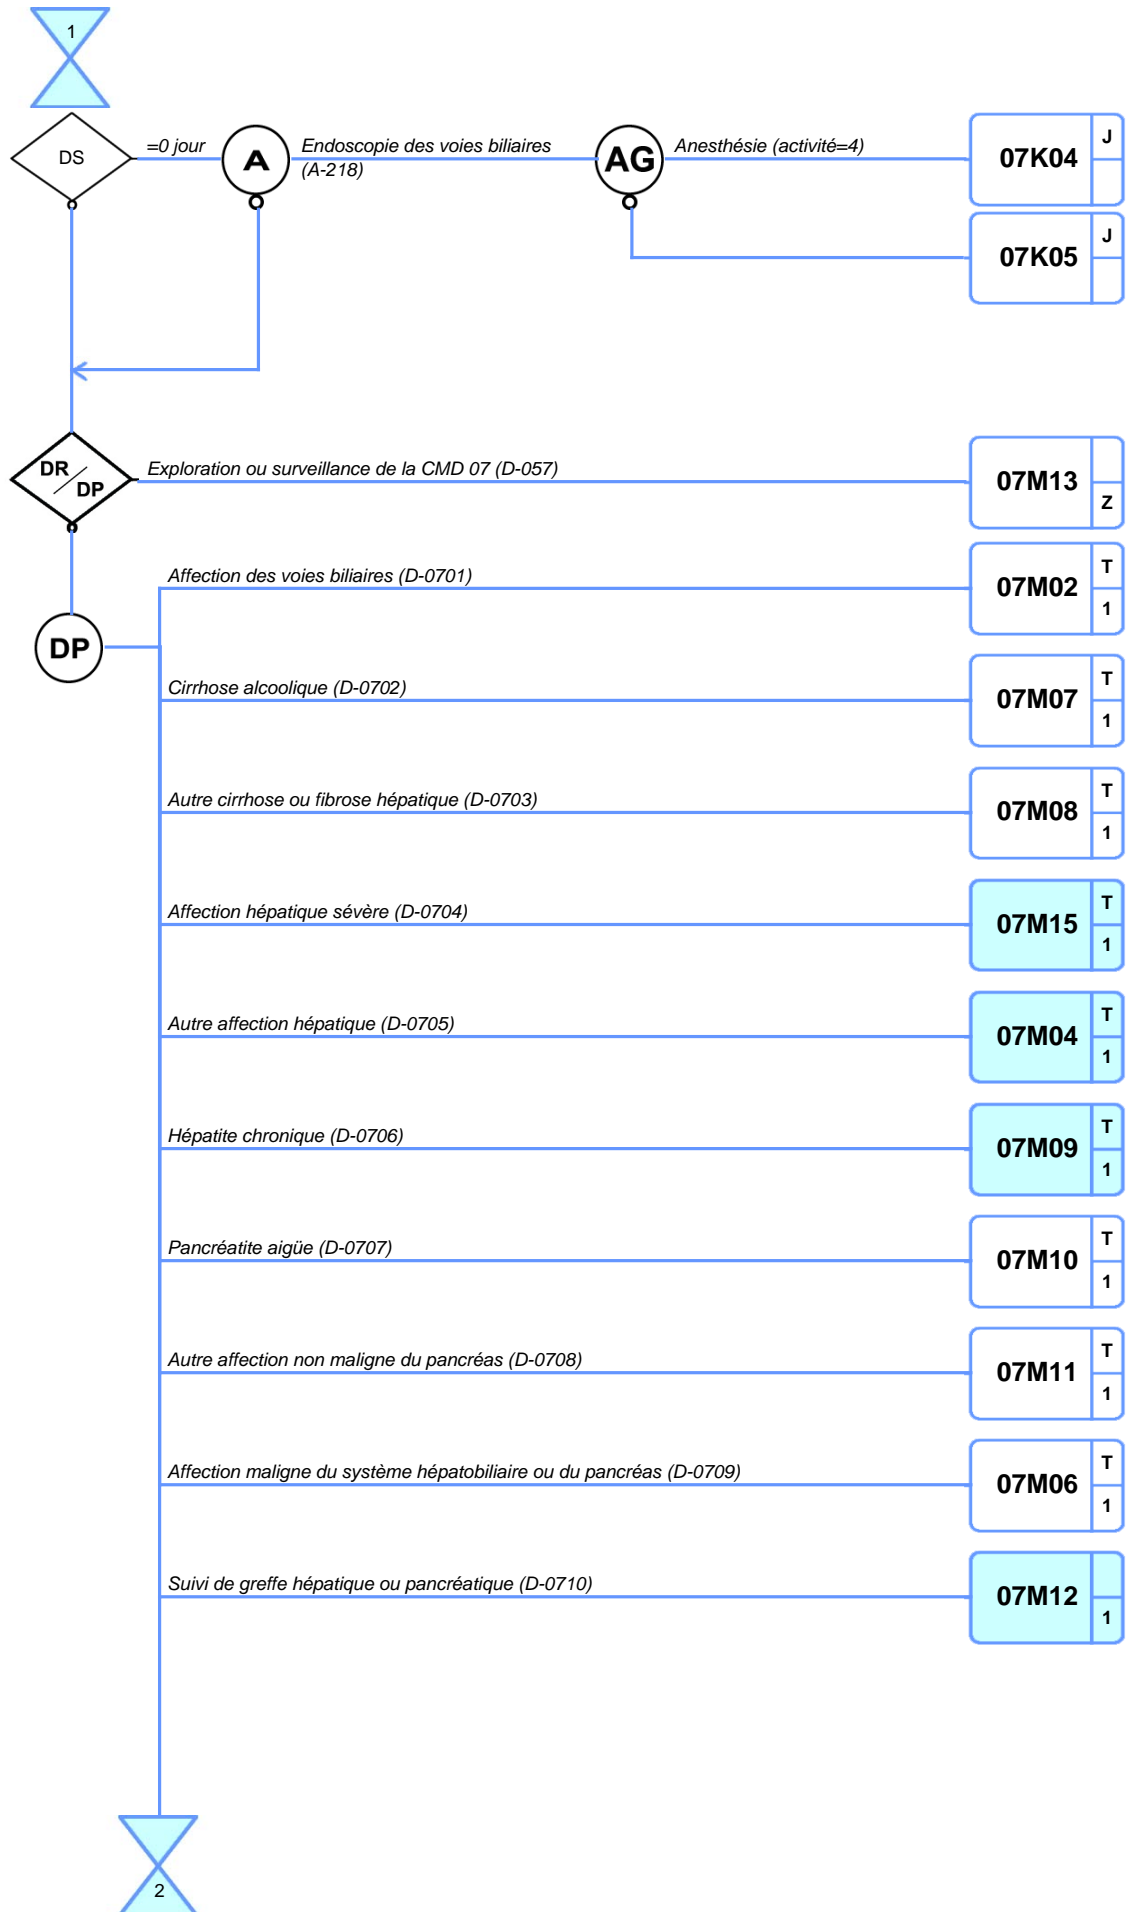 1
DS
=0 jour
A
Endoscopie des voies biliaires
(A-218)
AG
Anesthésie (activité=4)
07K04
J
07K05
J
DR
DP
Exploration ou surveillance de la CMD 07 (D-057)
07M13
Z
DP
Affection des voies biliaires (D-0701)
07M02
T
1
Cirrhose alcoolique (D-0702)
07M07
T
1
Autre cirrhose ou fibrose hépatique (D-0703)
07M08
T
1
Affection hépatique sévère (D-0704)
07M15
T
1
Autre affection hépatique (D-0705)
07M04
T
1
Hépatite chronique (D-0706)
07M09
T
1
Pancréatite aigüe (D-0707)
07M10
T
1
Autre affection non maligne du pancréas (D-0708)
07M11
T
1
Affection maligne du système hépatobiliaire ou du pancréas (D-0709)
07M06
T
1
Suivi de greffe hépatique ou pancréatique (D-0710)
07M12
1
2